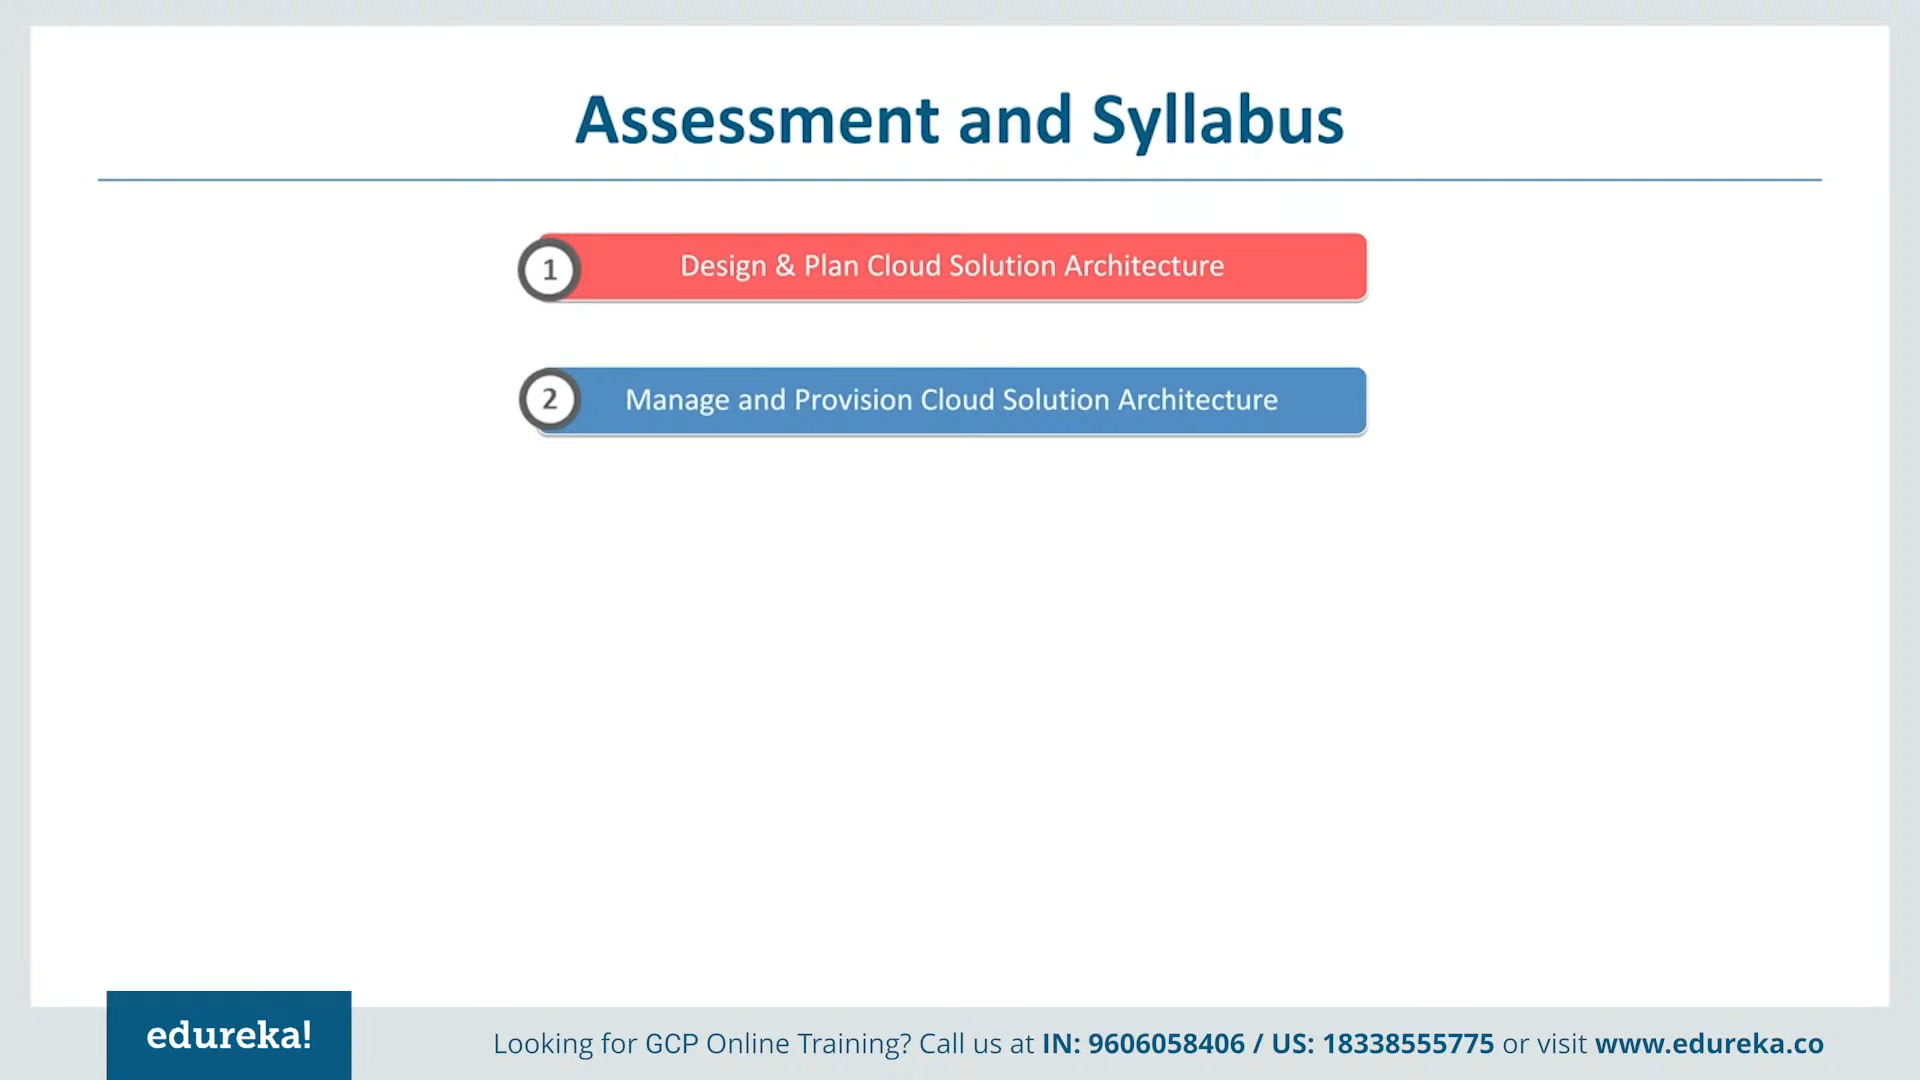 Assessment and Syllabus
1 Design & Plan Cloud Solution Architecture
2 Manage and Provision Cloud Solution Architecture
edureka!
Looking for GCP Online Training? Call us at IN: 9606058406 / US: 18338555775 or visit www.edureka.co